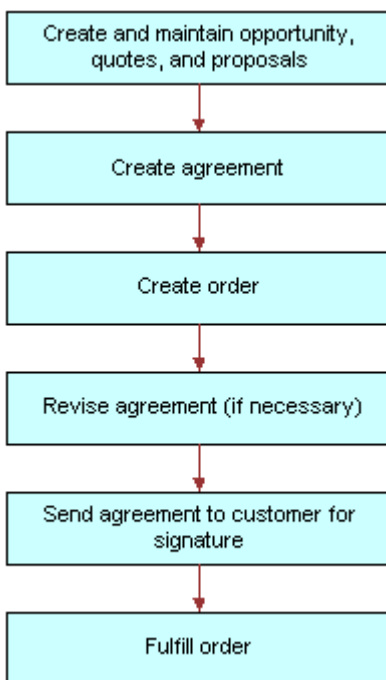 Create and maintain opportunity,
quotes, and proposals
Create agreement
Create order
Revise agreement (if necessary)
Send agreement to customer for
signature
Fulfill order